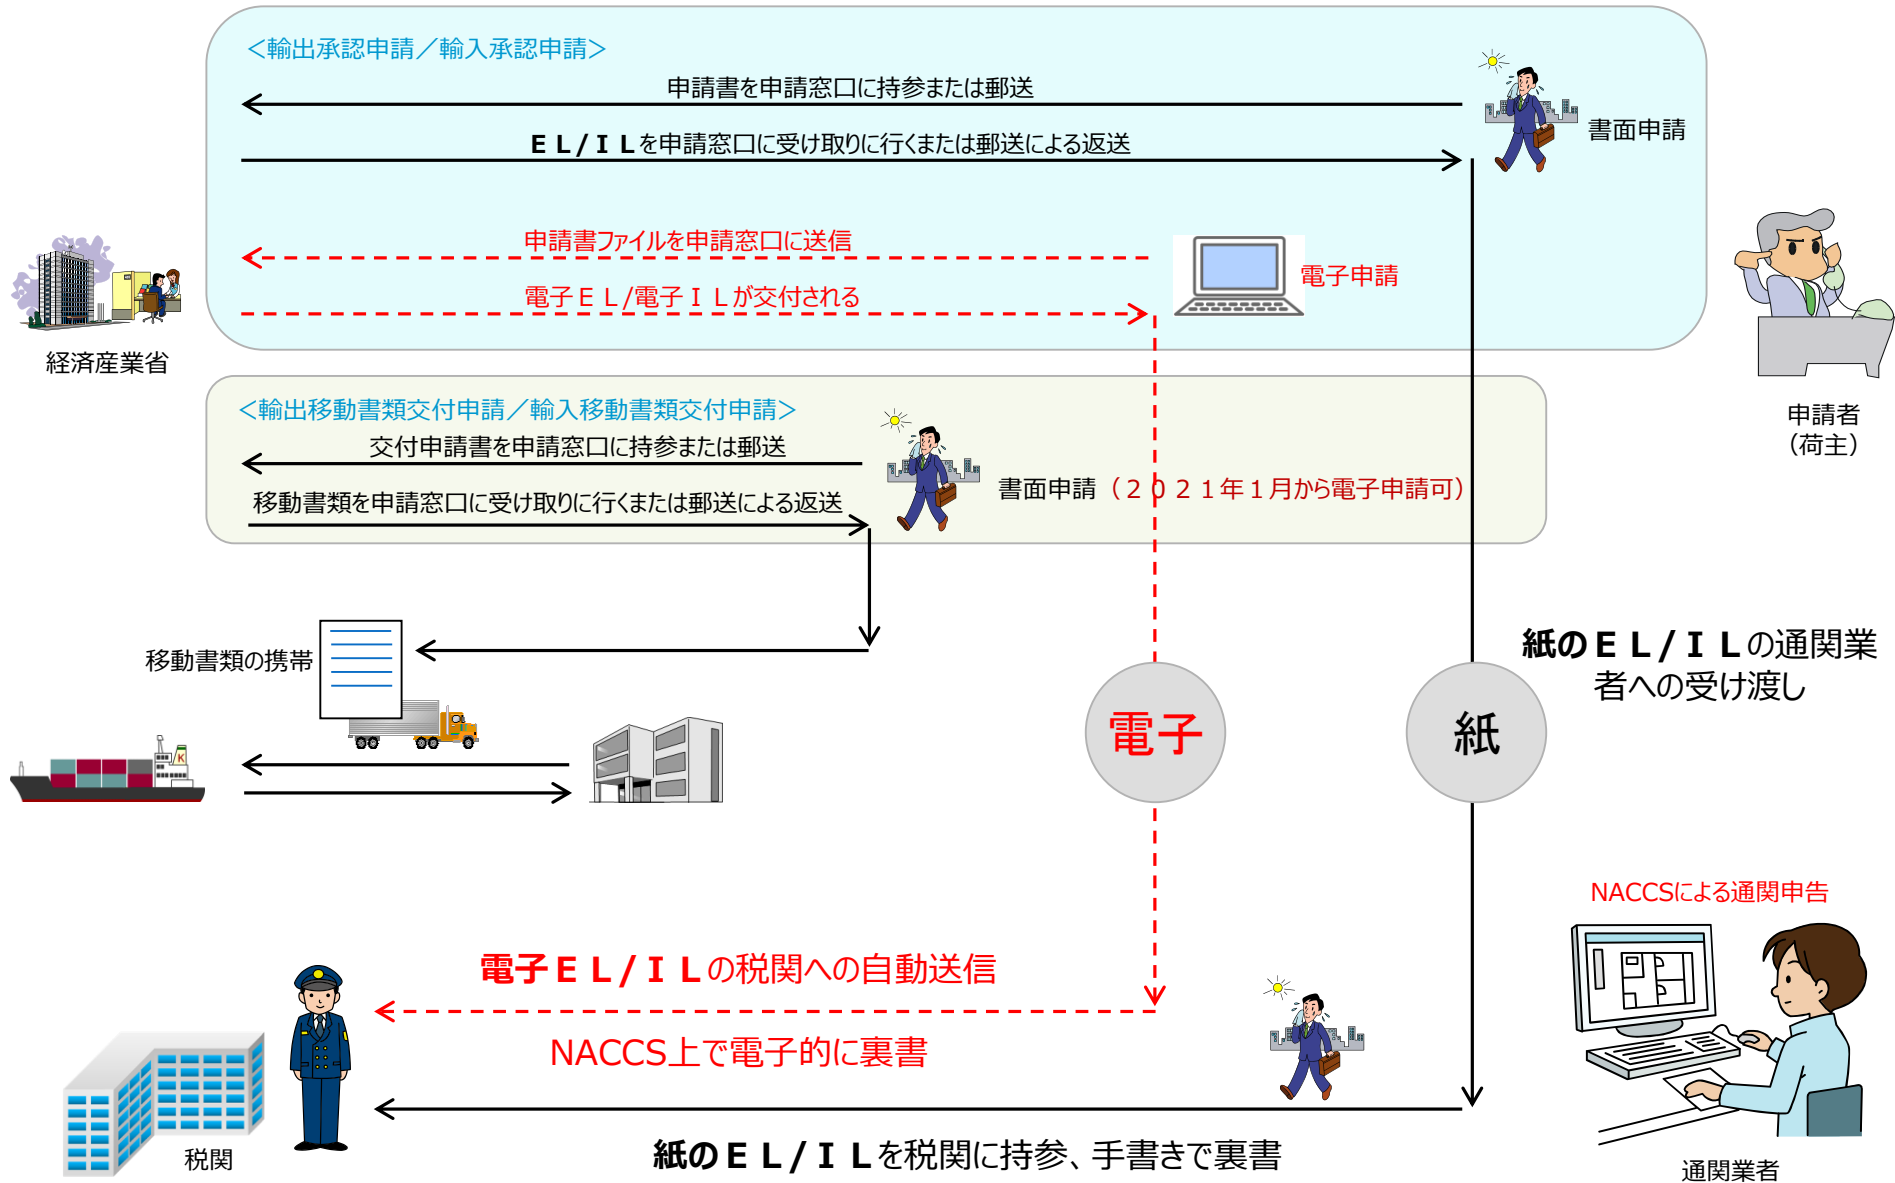 ＜輸出承認申請／輸入承認申請＞
申請書を申請窓口に持参または郵送
書面申請
ＥＬ/ＩＬを申請窓口に受け取りに行くまたは郵送による返送
申請書ファイルを申請窓口に送信
電子申請
電子ＥＬ/電子ＩＬが交付される
経済産業省
申請者
（荷主）
＜輸出移動書類交付申請／輸入移動書類交付申請＞
交付申請書を申請窓口に持参または郵送
書面申請（２０２１年１月から電子申請可）
移動書類を申請窓口に受け取りに行くまたは郵送による返送
移動書類の携帯
紙のＥＬ/ＩＬの通関業
者への受け渡し
電子
紙
K
NACCSによる通関申告
電子ＥＬ/ＩＬの税関への自動送信
NACCS上で電子的に裏書
紙のＥＬ/ＩＬを税関に持参、手書きで裏書
税関
通関業者